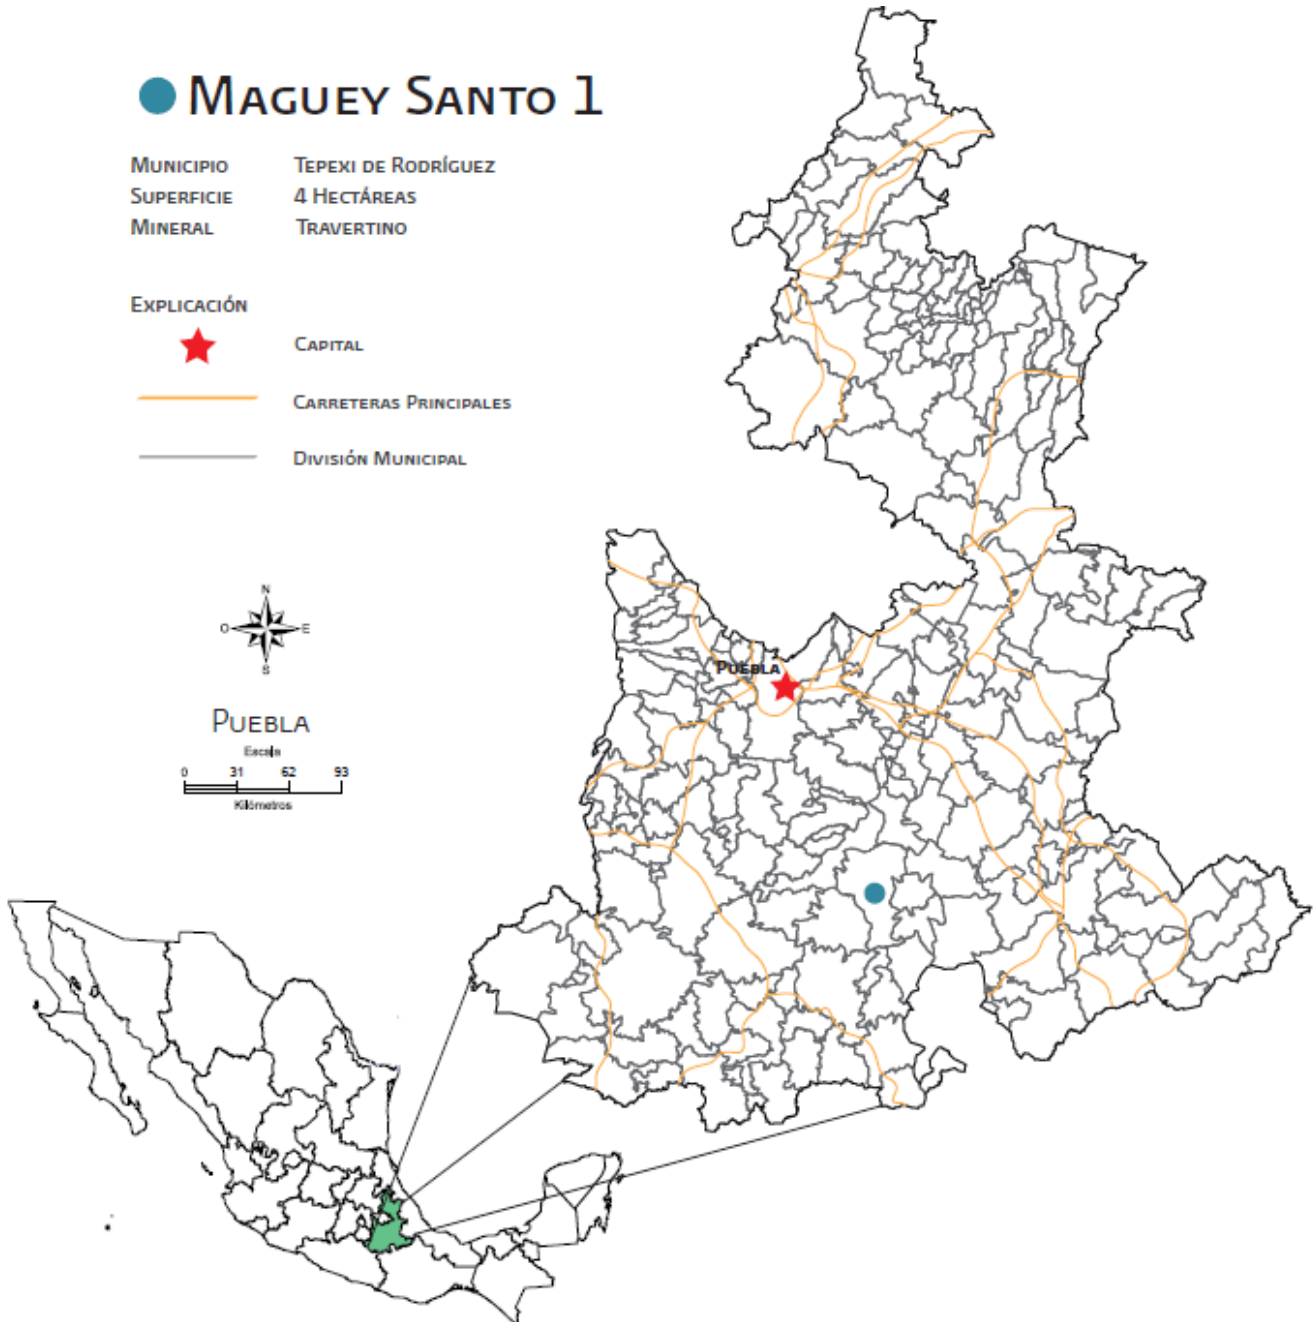 Maguey Santo 1
Municipio Tepexi de Rodríguez
Superficie 4 Hectáreas
Mineral Travertino
Explicación
Capital
Carreteras Principales
División Municipal
N
O E
S
Puebla
Puebla
Escala
0 31 62 93
Kilómetros